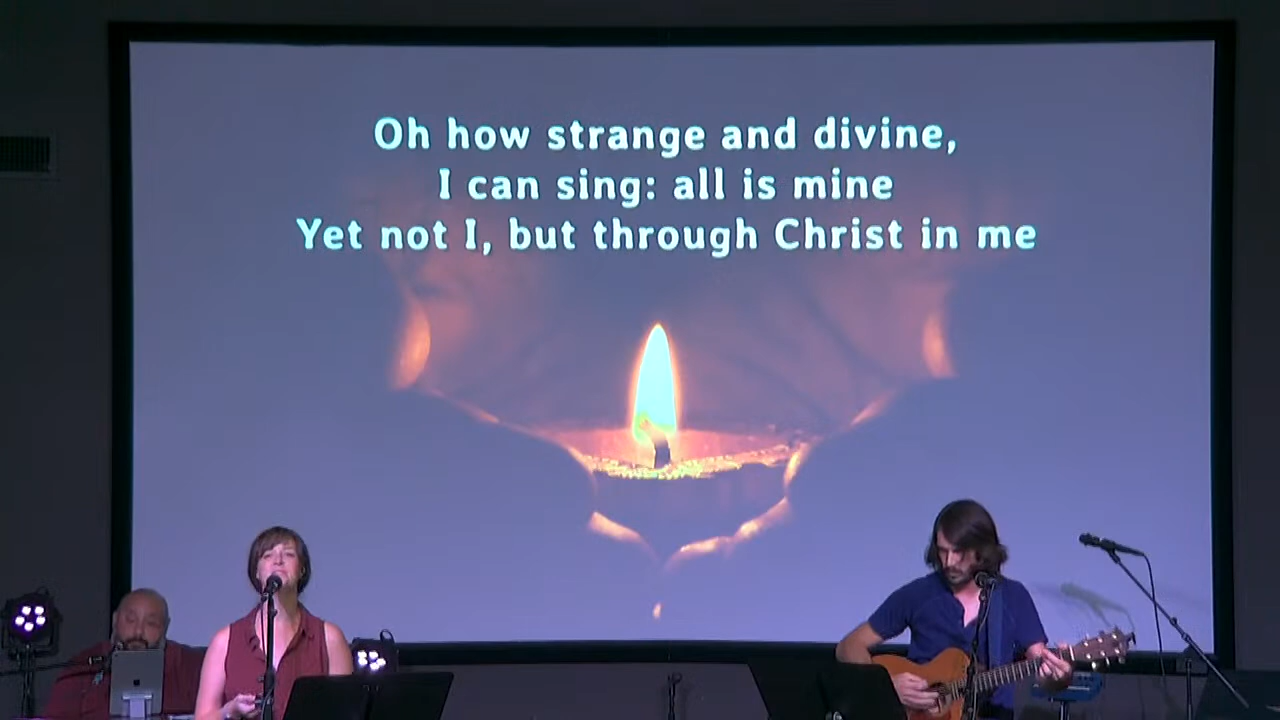 Oh how strange and divine,
I can sing: all is mine
Yet not I, but through Christ in me